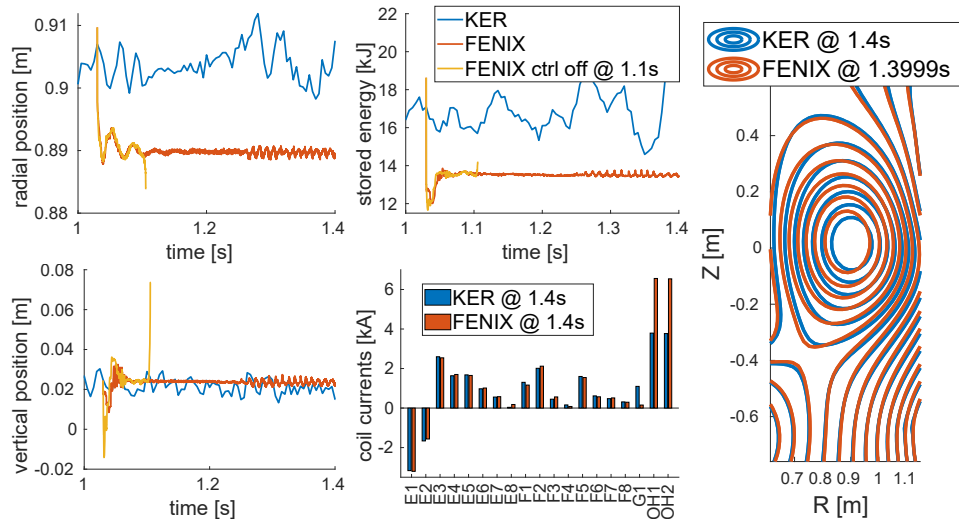 0.91
0.9
0.89
0.88
radial position [m]
1
1.2
1.4
time [s]
22
20
18
16
14
12
stored energy [kJ]
KER
FENIX
FENIX ctrl off @ 1.1s
1
1.1
1.2
1.3
1.4
time [s]
0.08
0.06
0.04
0.02
0
-0.02
vertical position [m]
1
1.2
1.4
time [s]
6
4
2
0
-2
coil currents [kA]
KER @ 1.4s
FENIX @ 1.4s
E1
E2
E3
E4
E5
E6
E7
E8
F1
F2
F3
F4
F5
F6
F7
F8
G1
OH1
OH2
KER @ 1.4s
FENIX @ 1.3999s
0.4
0.2
0
-0.2
-0.4
-0.6
Z [m]
0.7 0.8 0.9 1 1.1
R [m]